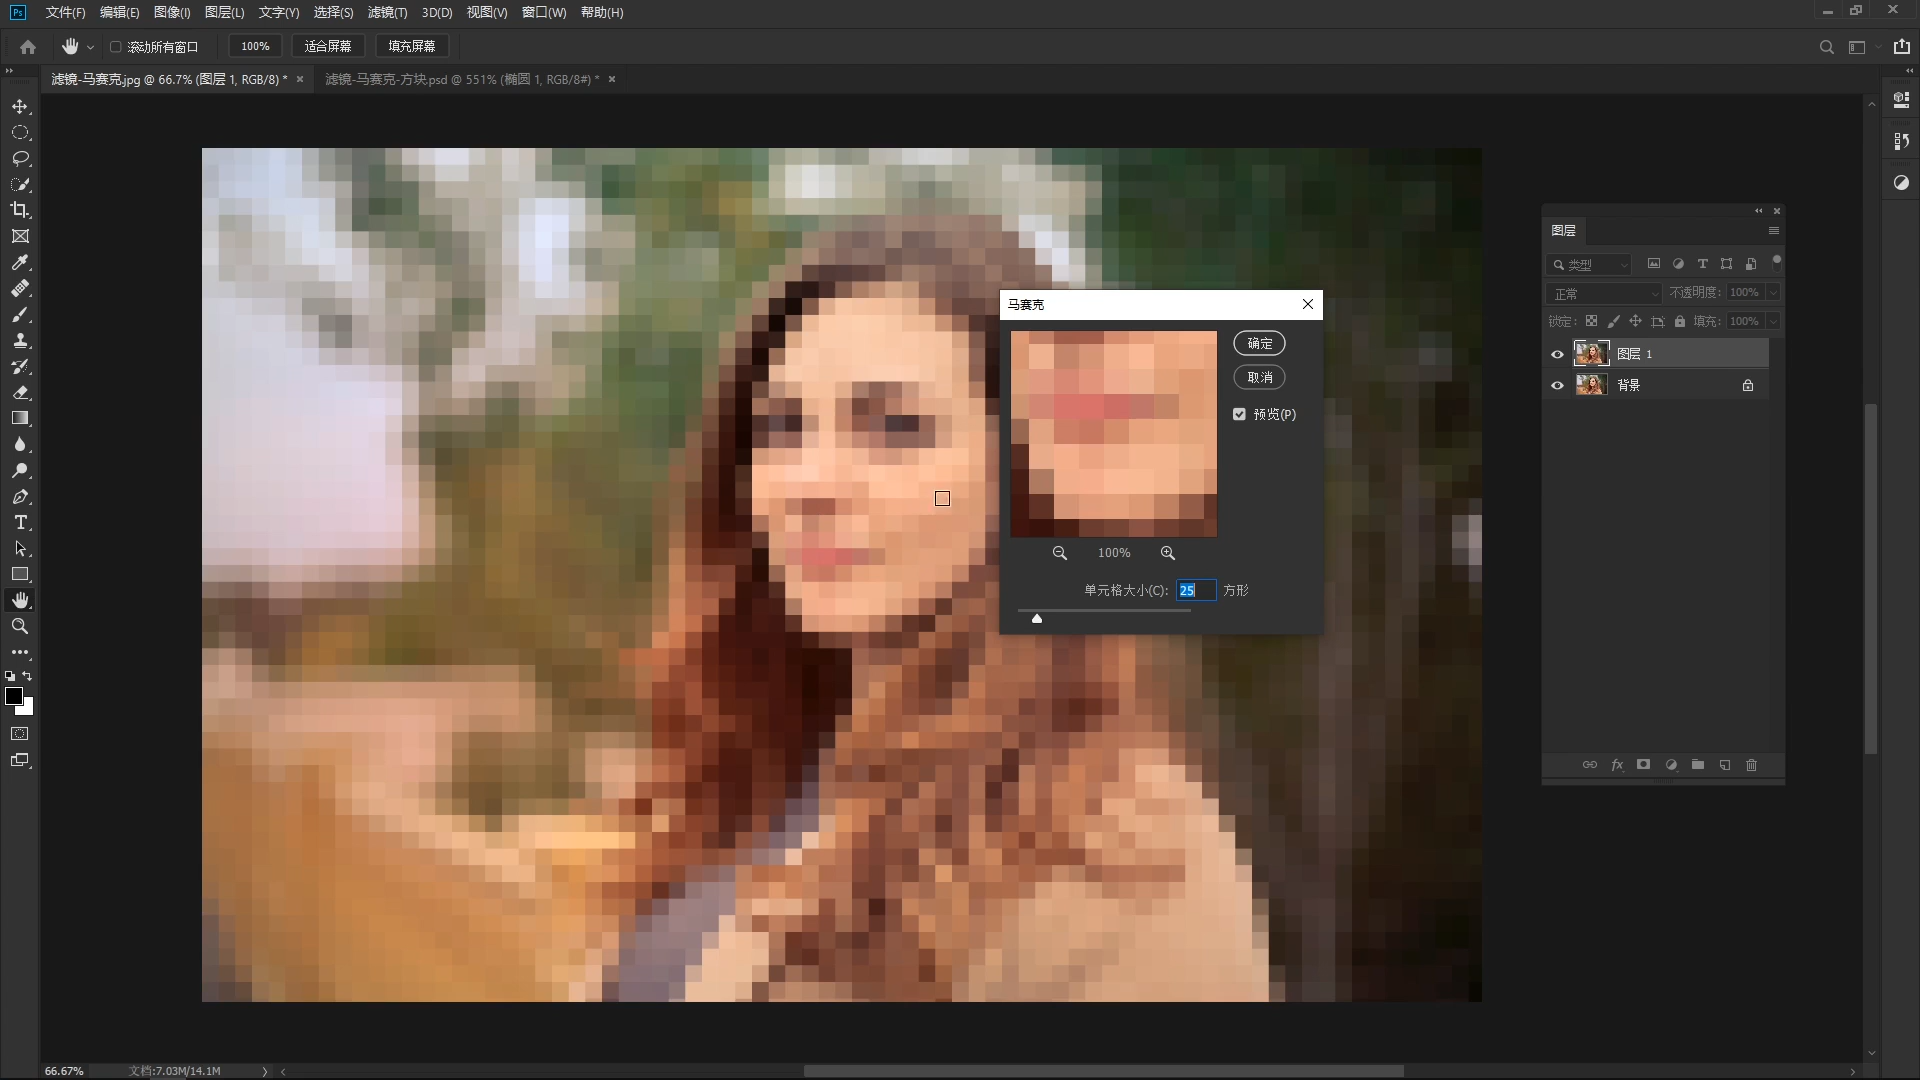 Ps 文件(F) 编辑(E) 图像(I) 图层(L) 文字(Y) 选择(S) 滤镜(T) 3D(D) 视图(V) 窗口(W) 帮助(H)
滚动所有窗口 100% 适合屏幕 填充屏幕
滤镜-马赛克.jpg @ 66.7% (图层 1, RGB/8) * × 滤镜-马赛克-方块.psd @ 551% (椭圆 1, RGB/8#) * ×
图层
类型
正常 不透明度: 100%
锁定: 填充: 100%
图层 1
背景
fx
马赛克
确定
取消
预览(P)
100%
单元格大小(C): 25 方形
66.67% 文档:7.03M/14.1M